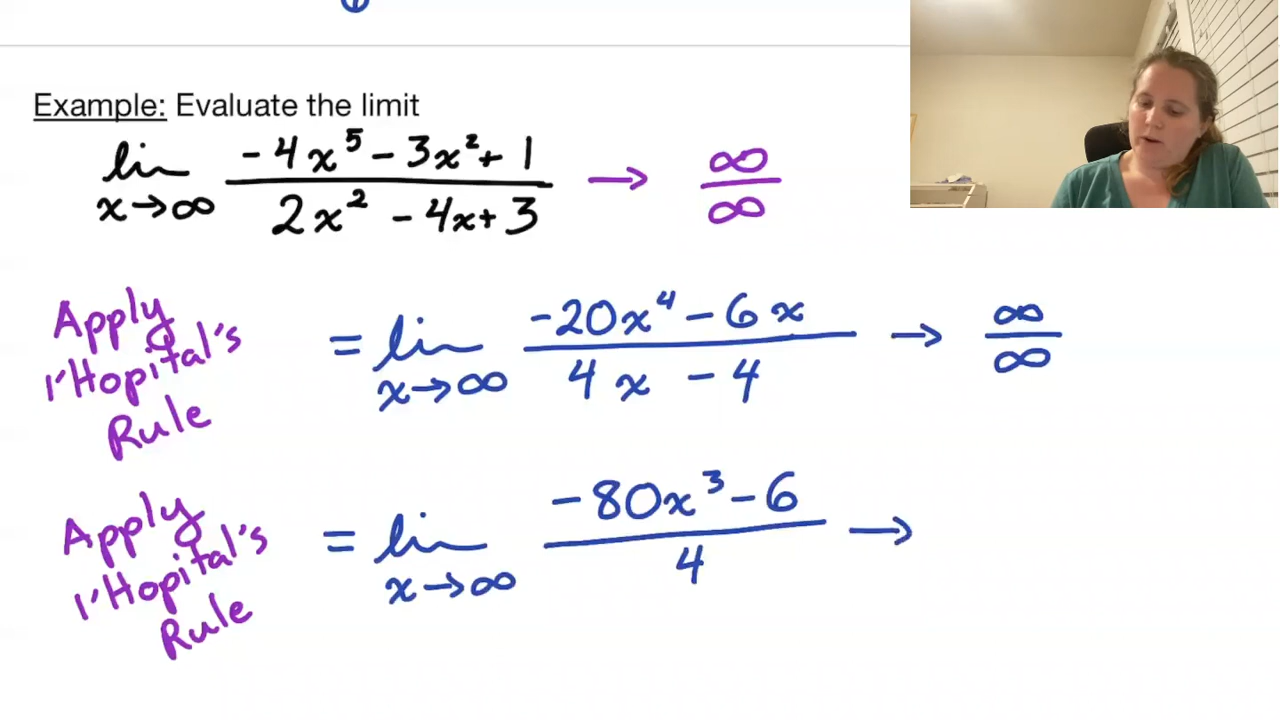 Example: Evaluate the limit
lim x→∞ (-4x⁵ - 3x² + 1)/(2x² - 4x + 3) → ∞/∞
Apply l'Hopital's Rule = lim x→∞ (-20x⁴ - 6x)/(4x - 4) → ∞/∞
Apply l'Hopital's Rule = lim x→∞ (-80x³ - 6)/4 →